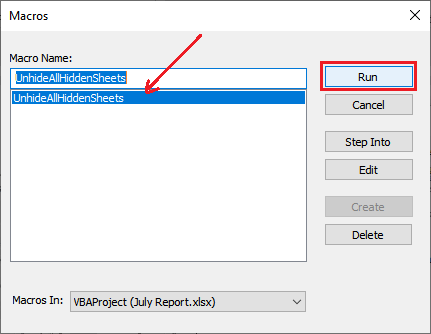 Macros
Macro Name:
UnhideAllHiddenSheets
UnhideAllHiddenSheets
Run
Cancel
Step Into
Edit
Create
Delete
Macros In:
VBAProject (July Report.xlsx)